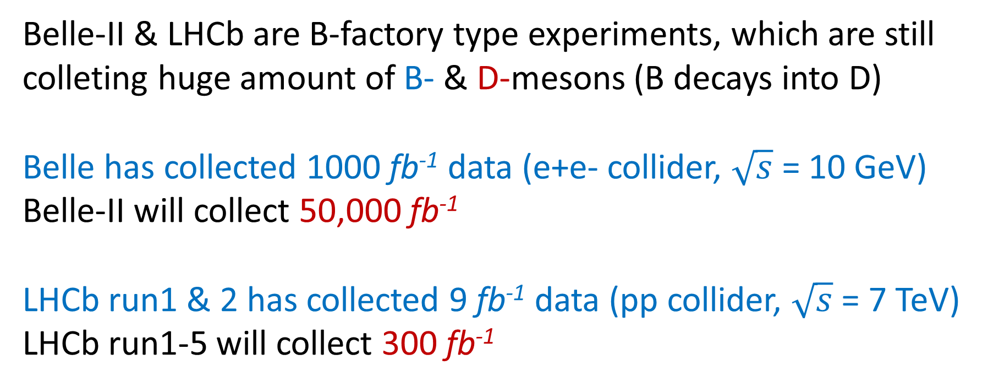 Belle-II & LHCb are B-factory type experiments, which are still
colleting huge amount of B- & D-mesons (B decays into D)
Belle has collected 1000 fb⁻¹ data (e+e- collider, √s = 10 GeV)
Belle-II will collect 50,000 fb⁻¹
LHCb run1 & 2 has collected 9 fb⁻¹ data (pp collider, √s = 7 TeV)
LHCb run1-5 will collect 300 fb⁻¹